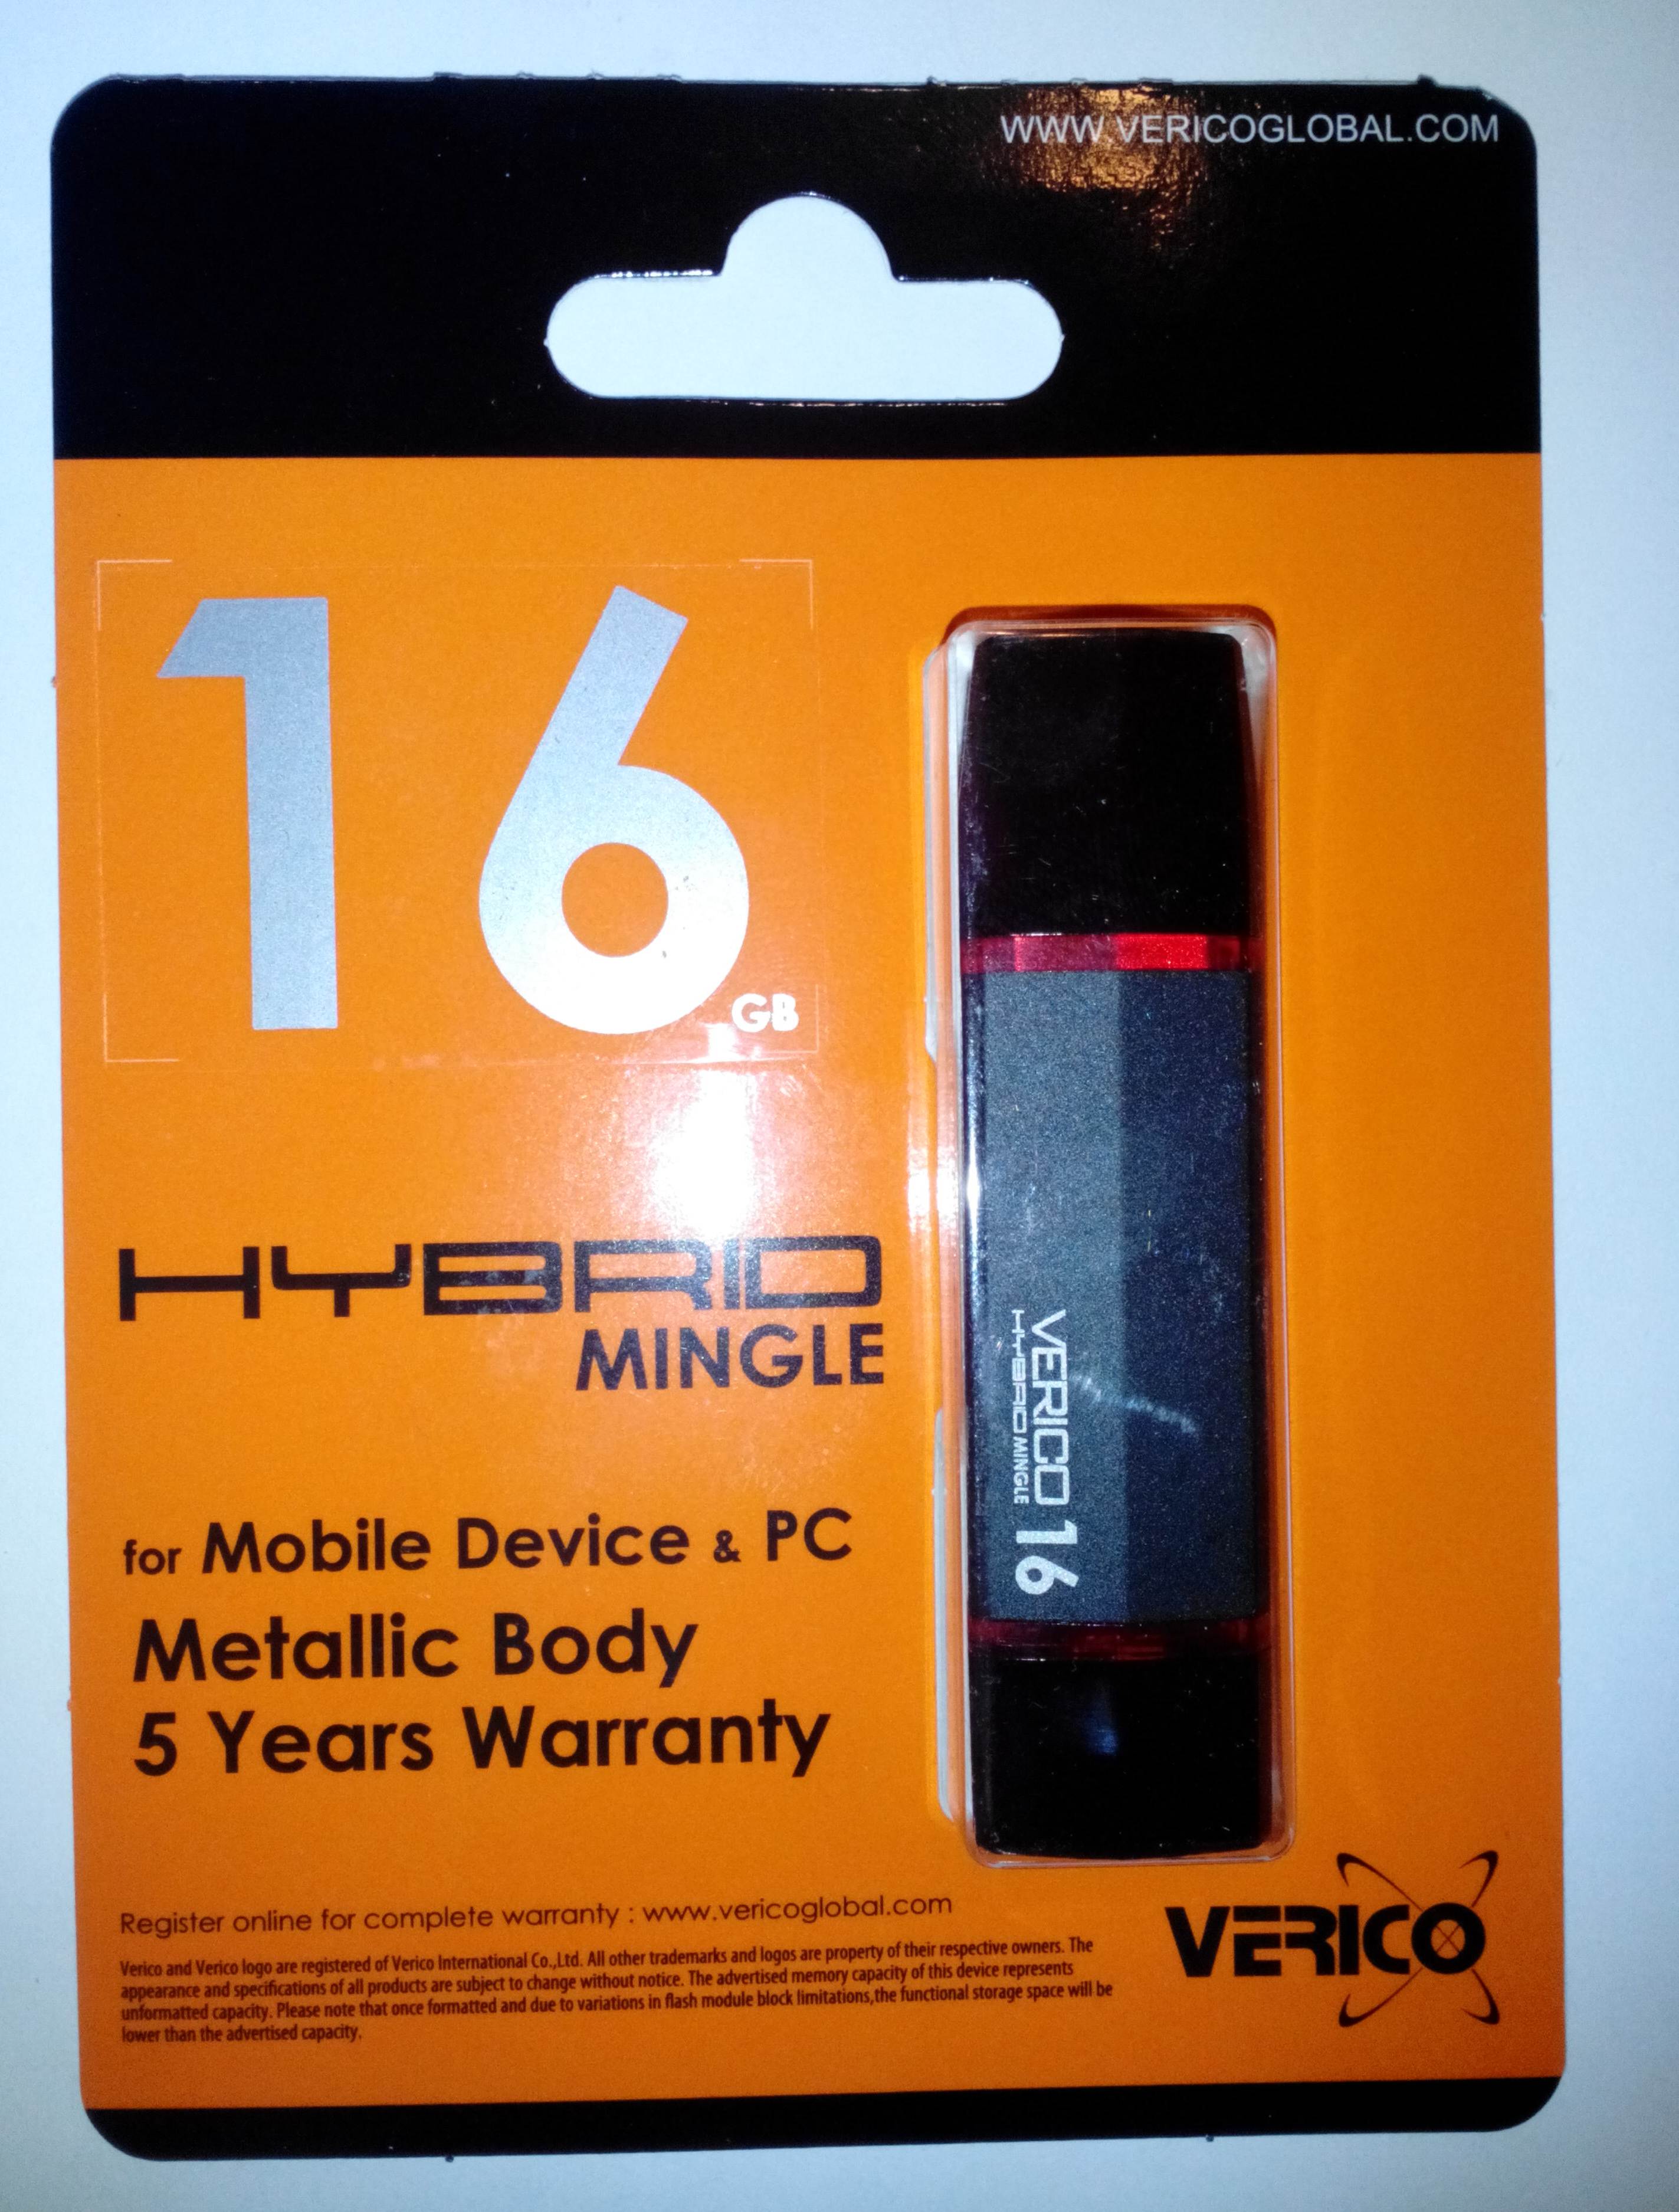 WWW.VERICOGLOBAL.COM
16
GB
HYBRID
MINGLE
for Mobile Device & PC
Metallic Body
5 Years Warranty
VERICO 16
HYBRID MINGLE
Register online for complete warranty : www.vericoglobal.com
Verico and Verico logo are registered of Verico International Co.,Ltd. All other trademarks and logos are property of their respective owners. The
appearance and specifications of all products are subject to change without notice. The advertised memory capacity of this device represents
unformatted capacity. Please note that once formatted and due to variations in flash module block limitations,the functional storage space will be
lower than the advertised capacity.
VERICO